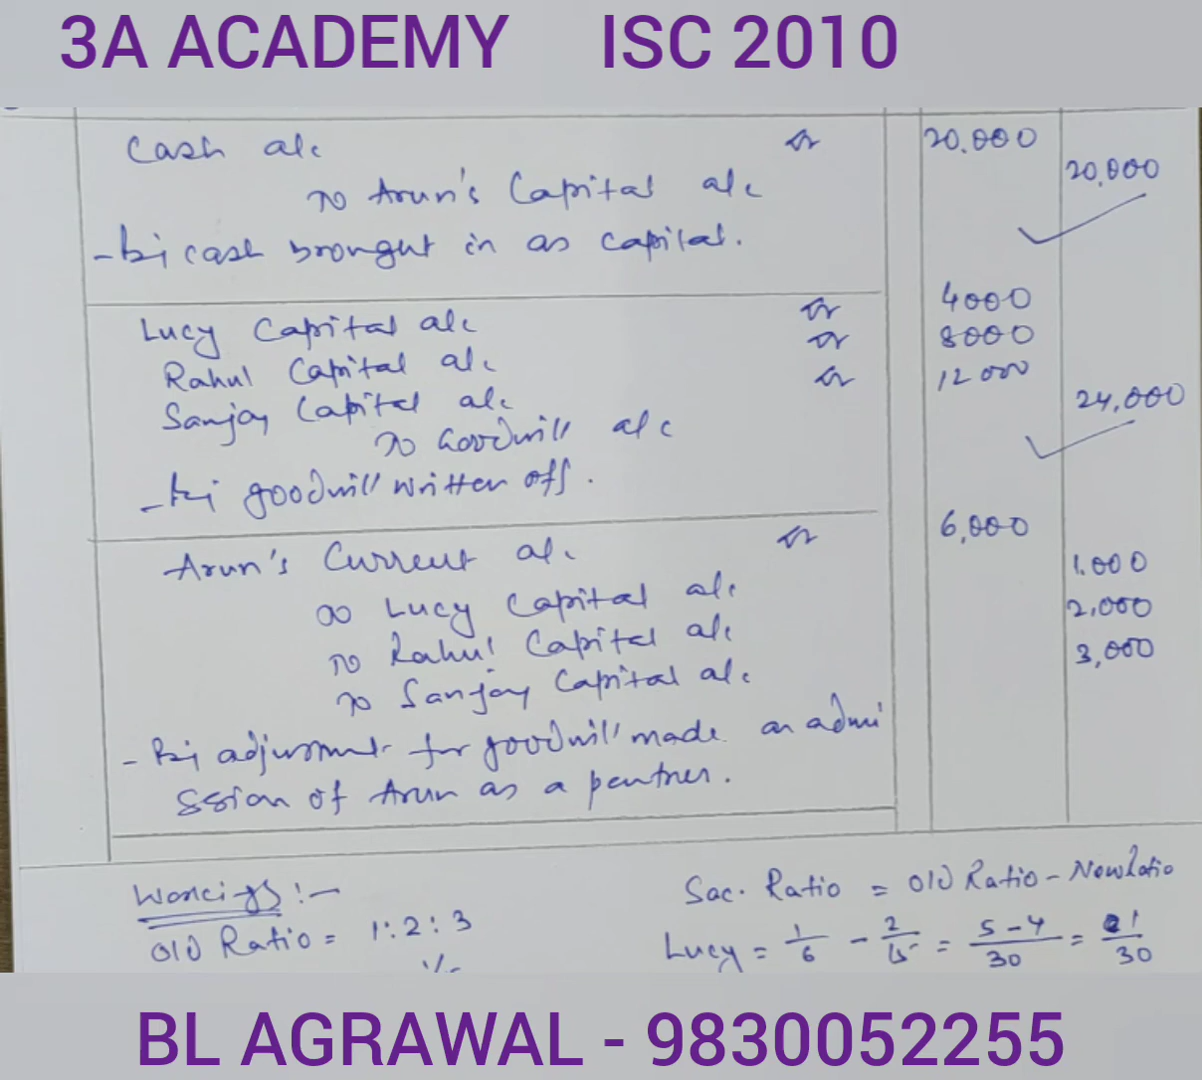 3A ACADEMY ISC 2010
Cash a/c Dr 20,000
To Arun's Capital a/c 20,000
- Bi cash brought in as capital.
Lucy Capital a/c Dr 4000
Rahul Capital a/c Dr 8000
Sanjay Capital a/c Dr 12000
To Goodwill a/c 24,000
- Bi goodwill written off.
Arun's Current a/c Dr 6,000
To Lucy Capital a/c 1,000
To Rahul Capital a/c 2,000
To Sanjay Capital a/c 3,000
- Bi adjustment for goodwill made on admi
ssion of Arun as a partner.
Workings :-
Old Ratio = 1:2:3
Sac. Ratio = Old Ratio - New Ratio
Lucy = 1/6 - 2/15 = 5-4/30 = 1/30
BL AGRAWAL - 9830052255